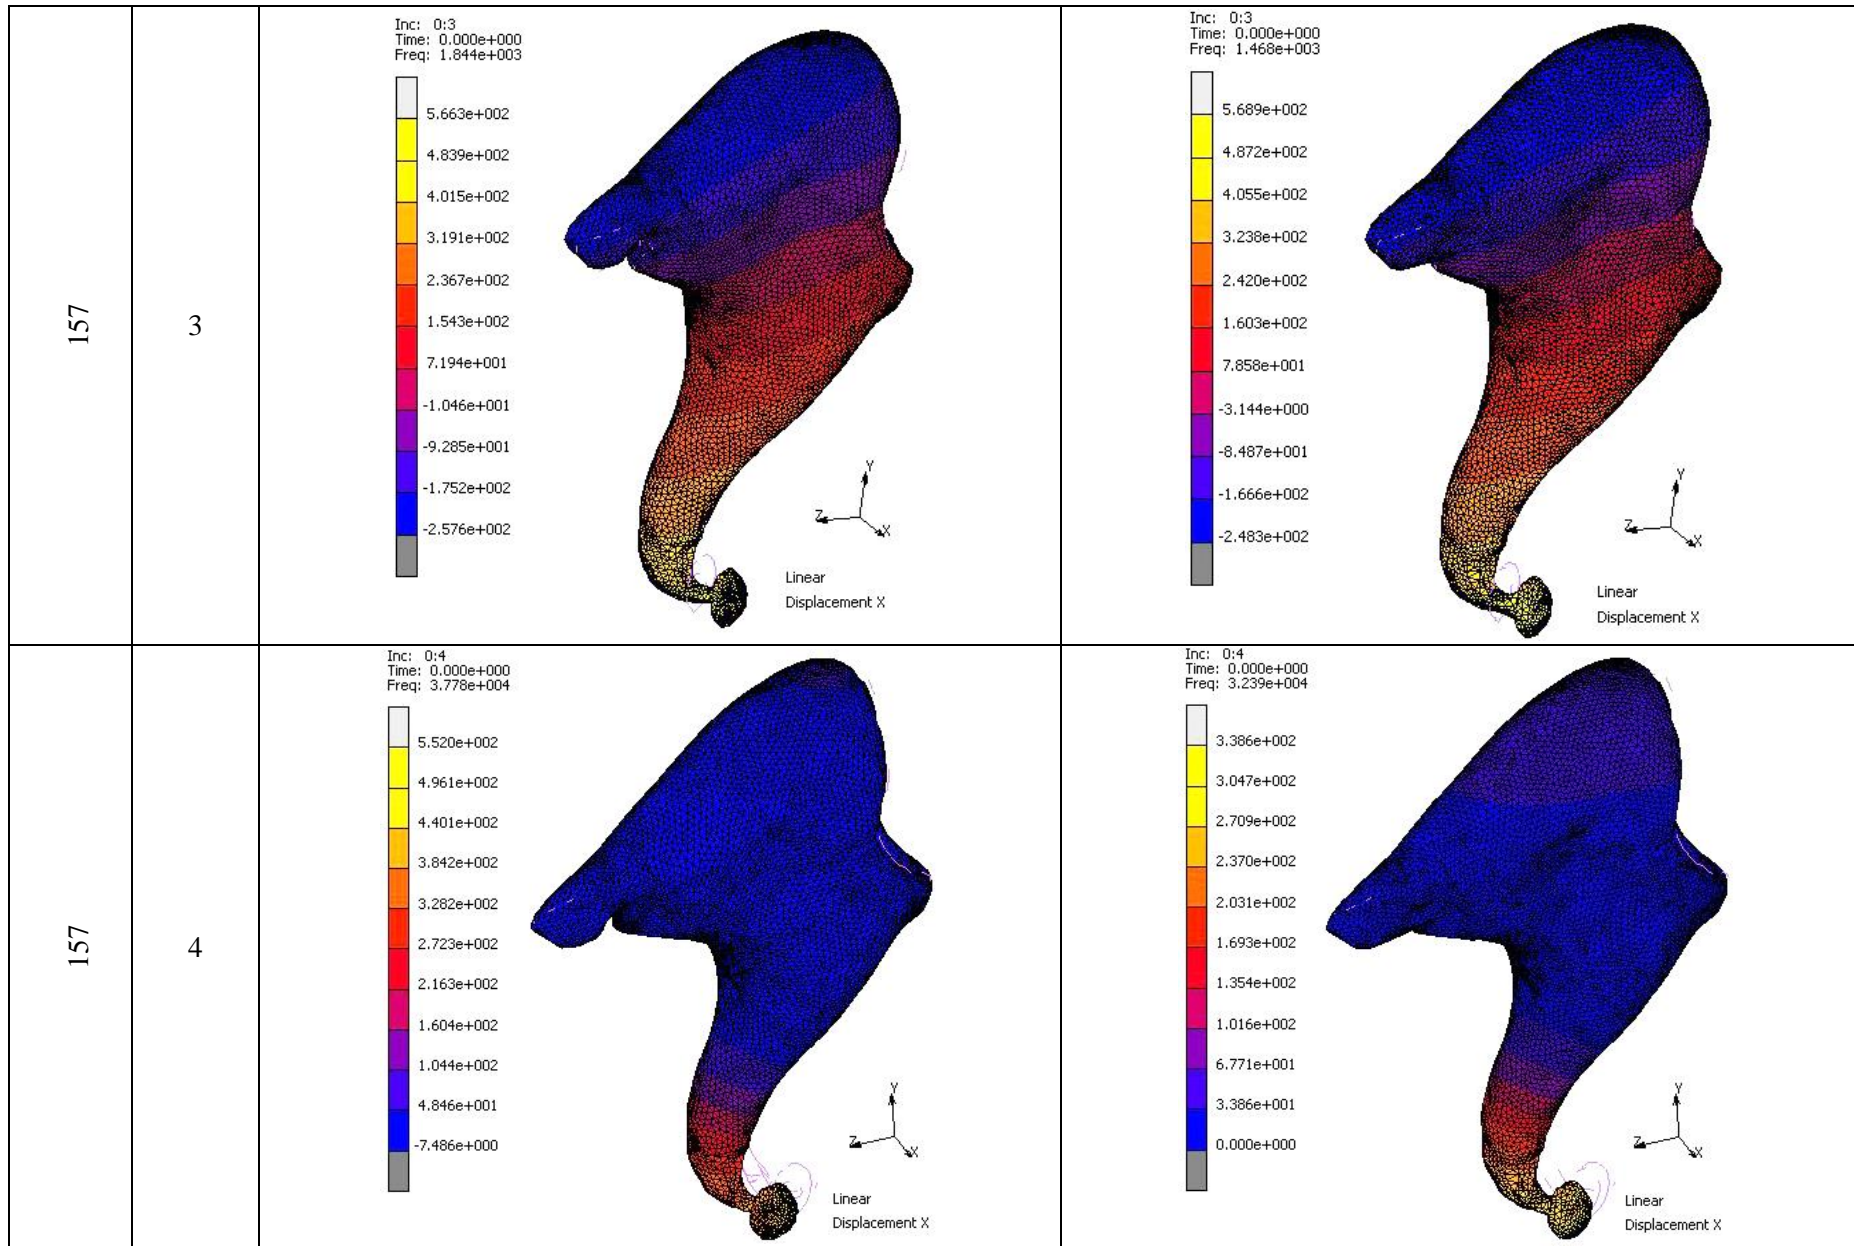 157
3
Inc: 0:3
Time: 0.000e+000
Freq: 1.844e+003
5.663e+002
4.839e+002
4.015e+002
3.191e+002
2.367e+002
1.543e+002
7.194e+001
-1.046e+001
-9.285e+001
-1.752e+002
-2.576e+002
Y
Z
X
Linear
Displacement X
Inc: 0:3
Time: 0.000e+000
Freq: 1.468e+003
5.689e+002
4.872e+002
4.055e+002
3.238e+002
2.420e+002
1.603e+002
7.858e+001
-3.144e+000
-8.487e+001
-1.666e+002
-2.483e+002
Y
Z
X
Linear
Displacement X
157
4
Inc: 0:4
Time: 0.000e+000
Freq: 3.778e+004
5.520e+002
4.961e+002
4.401e+002
3.842e+002
3.282e+002
2.723e+002
2.163e+002
1.604e+002
1.044e+002
4.846e+001
-7.486e+000
Y
Z
X
Linear
Displacement X
Inc: 0:4
Time: 0.000e+000
Freq: 3.239e+004
3.386e+002
3.047e+002
2.709e+002
2.370e+002
2.031e+002
1.693e+002
1.354e+002
1.016e+002
6.771e+001
3.386e+001
0.000e+000
Y
Z
X
Linear
Displacement X